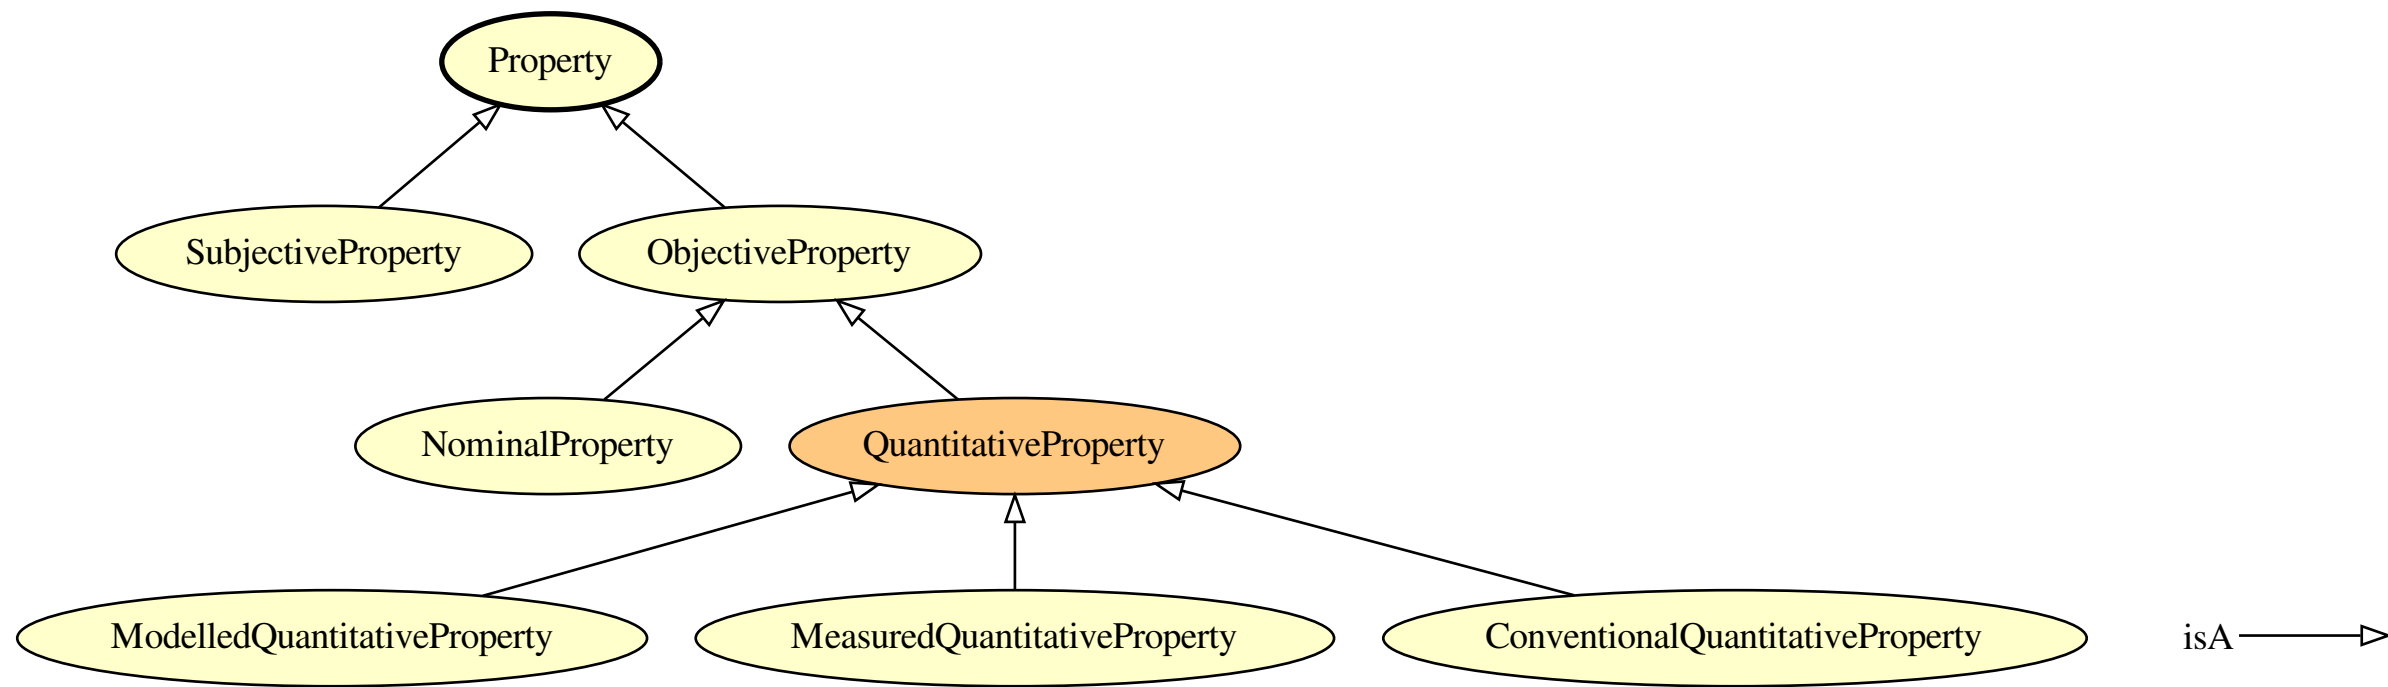 Property
SubjectiveProperty
ObjectiveProperty
NominalProperty
QuantitativeProperty
ModelledQuantitativeProperty
MeasuredQuantitativeProperty
ConventionalQuantitativeProperty
isA